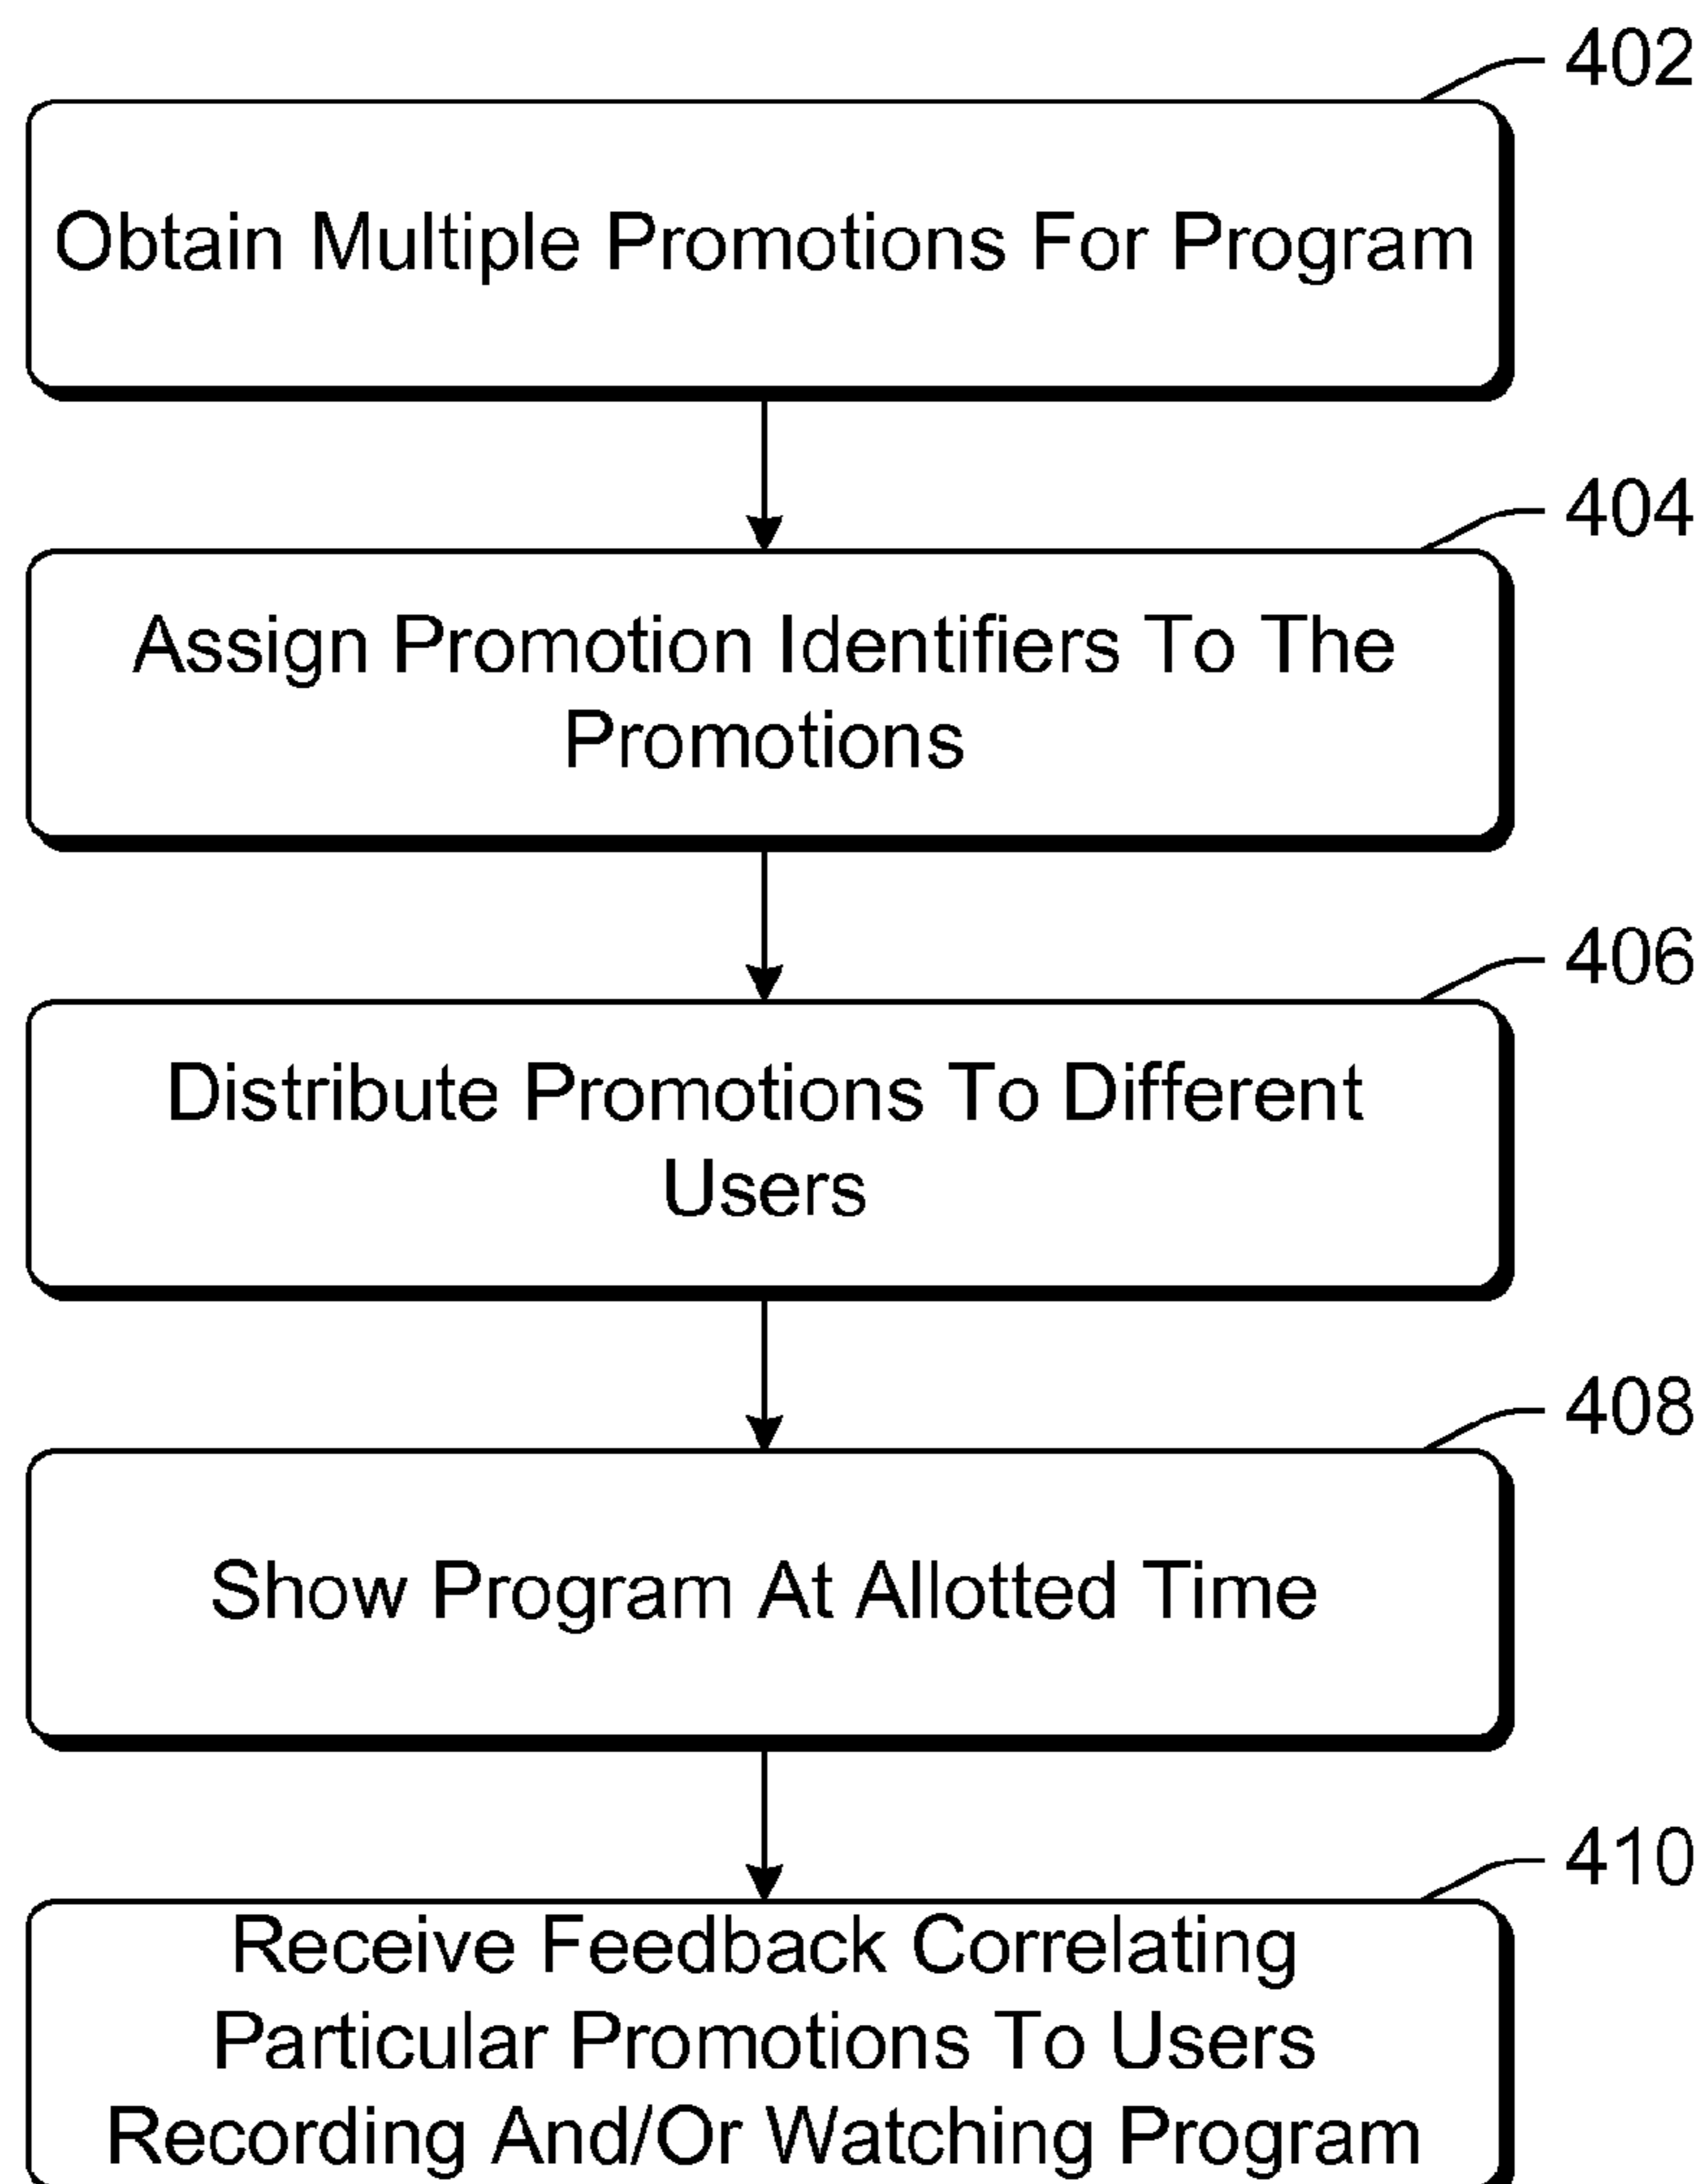 402
Obtain Multiple Promotions For Program
404
Assign Promotion Identifiers To The
Promotions
406
Distribute Promotions To Different
Users
408
Show Program At Allotted Time
410
Receive Feedback Correlating
Particular Promotions To Users
Recording And/Or Watching Program